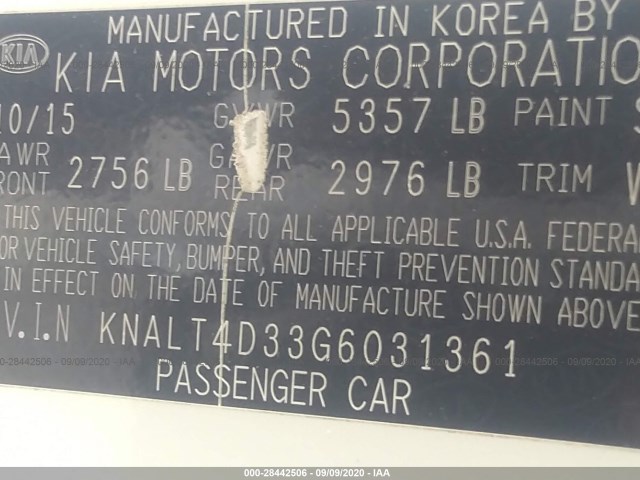 MANUFACTURED IN KOREA BY
KIA
KIA MOTORS CORPORATIO
10/15 GVWR 5357 LB PAINT
AWR 2756 LB GAWR 2976 LB TRIM W
RONT REAR
THIS VEHICLE CONFORMS TO ALL APPLICABLE U.S.A. FEDERA
OR VEHICLE SAFETY, BUMPER, AND THEFT PREVENTION STANDA
IN EFFECT ON THE DATE OF MANUFACTURE SHOWN ABOVE
V.I.N KNALT4D33G6031361
PASSENGER CAR
000-28442506 - 09/09/2020 - IAA